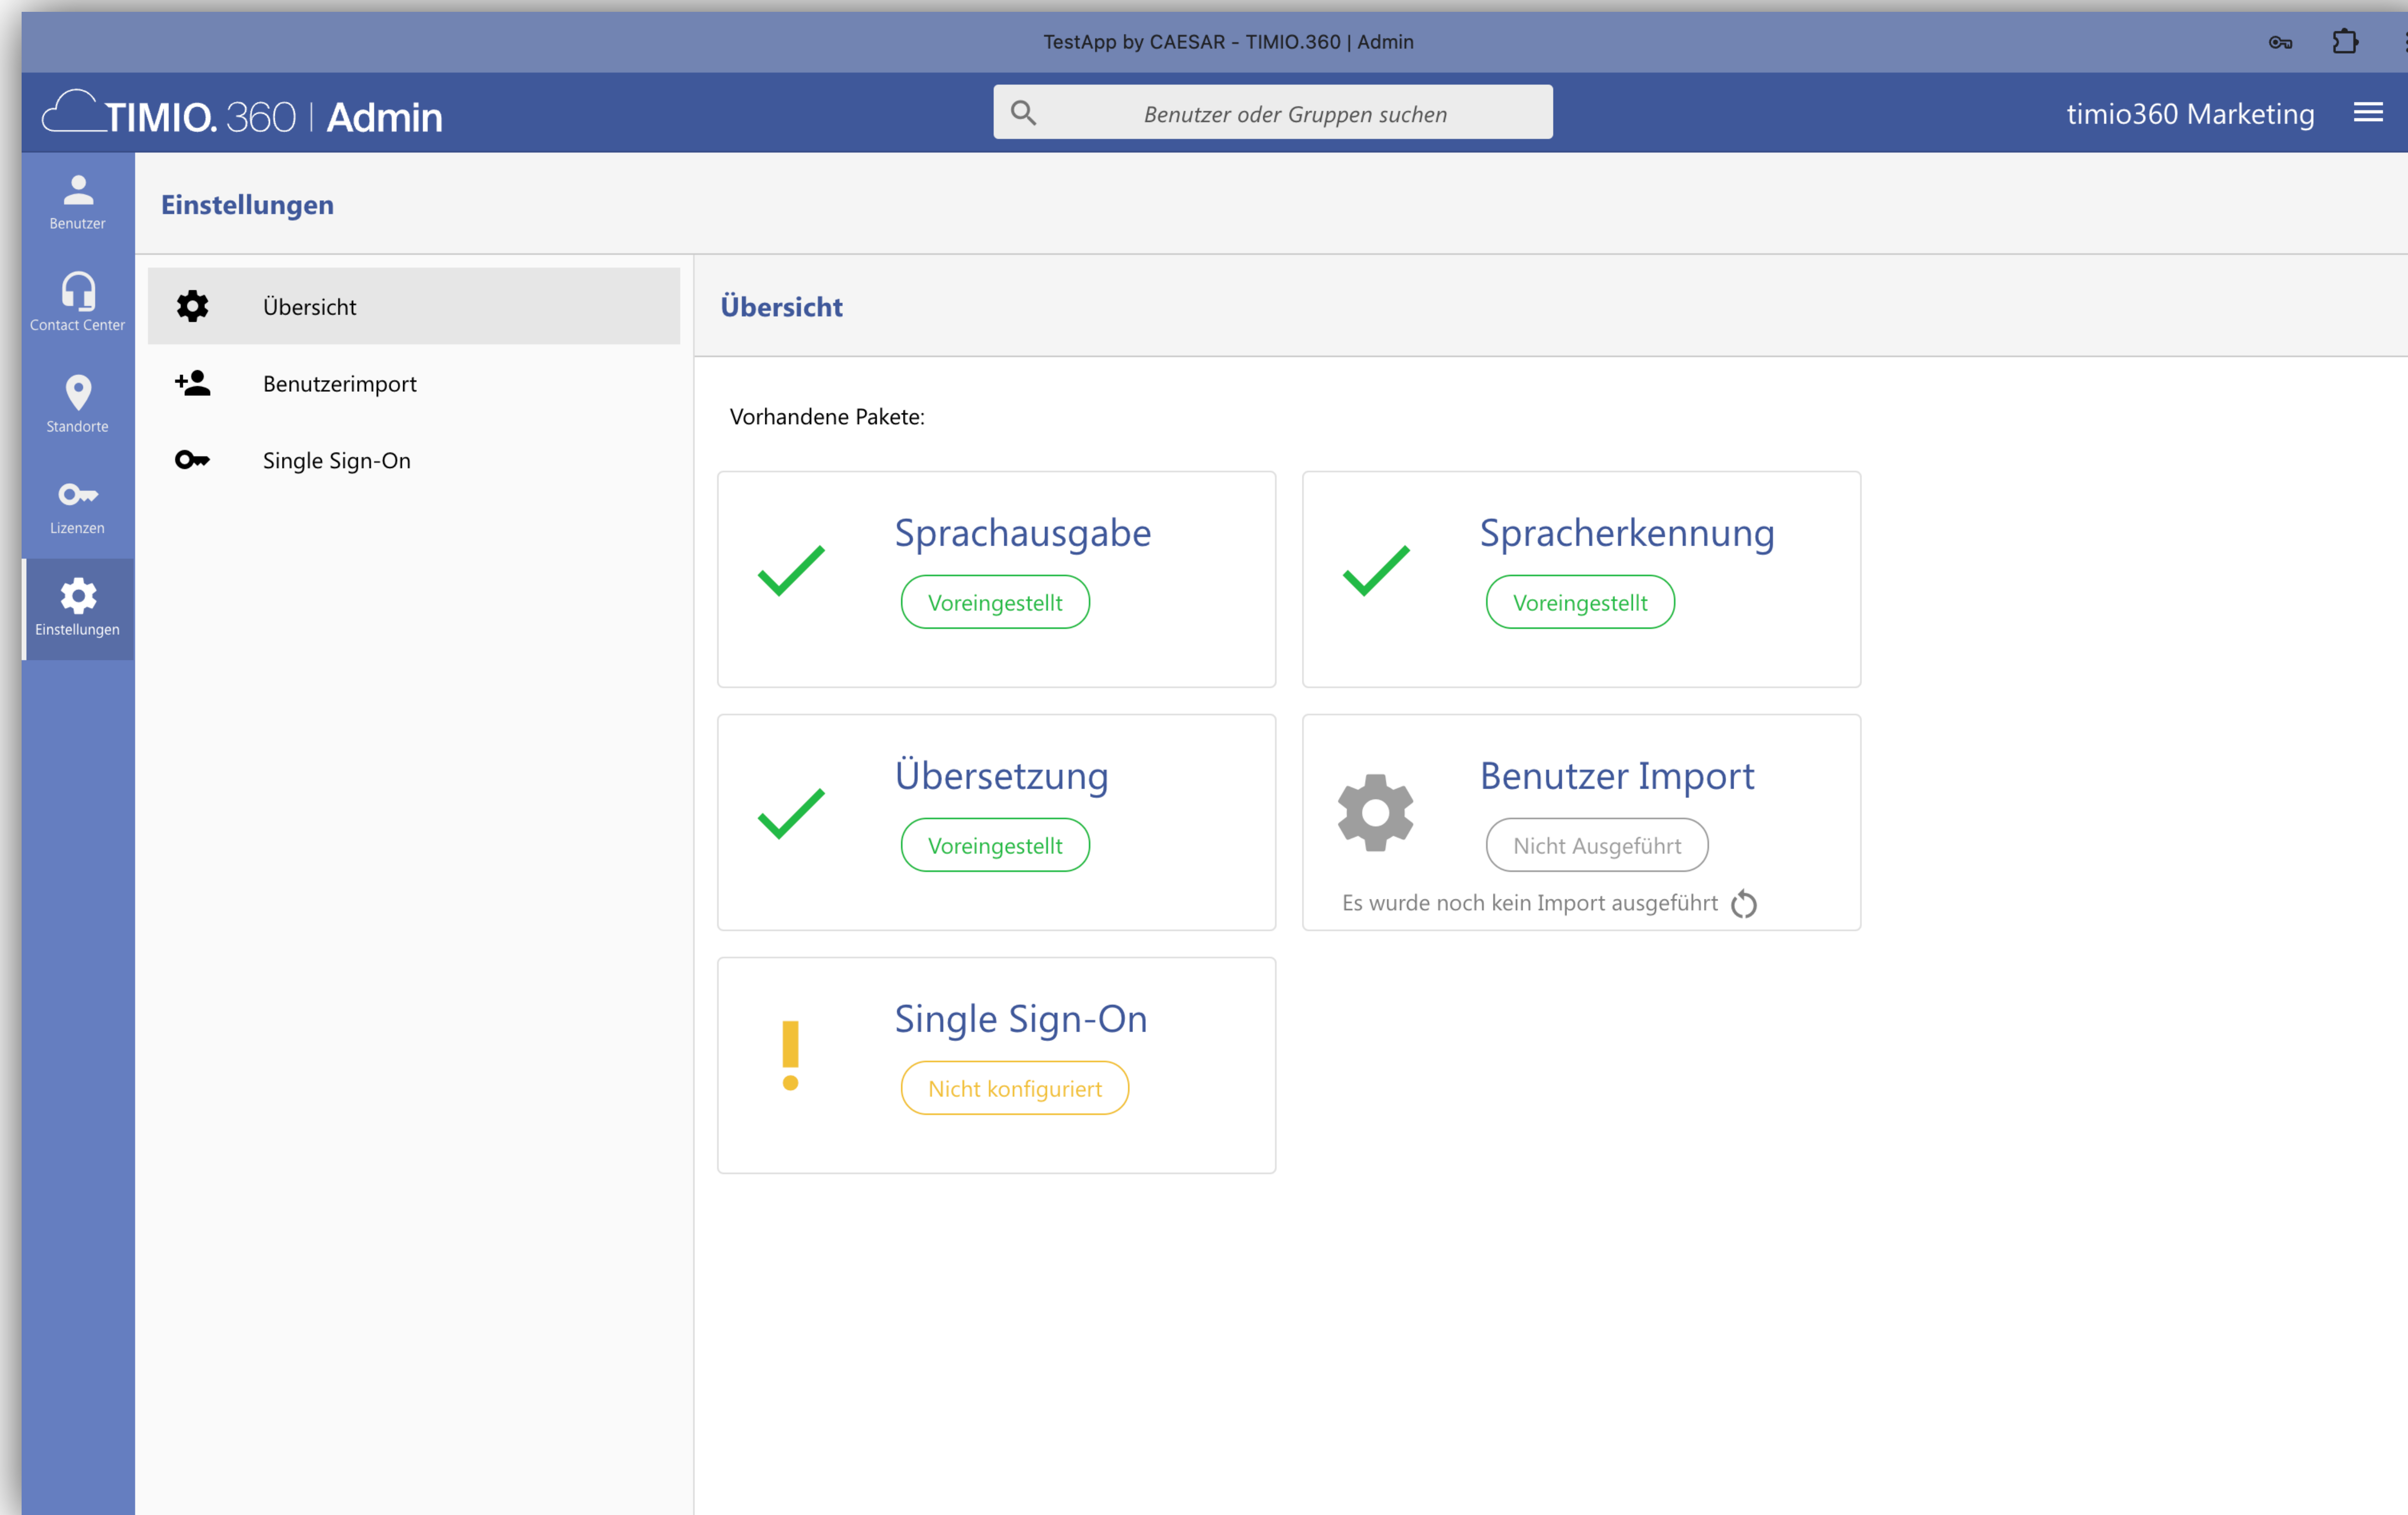 TestApp by CAESAR - TIMIO.360 | Admin
TIMIO. 360 | Admin
Benutzer oder Gruppen suchen
timio360 Marketing
Benutzer
Contact Center
Standorte
Lizenzen
Einstellungen
Einstellungen
Übersicht
Benutzerimport
Single Sign-On
Übersicht
Vorhandene Pakete:
Sprachausgabe
Voreingestellt
Spracherkennung
Voreingestellt
Übersetzung
Voreingestellt
Benutzer Import
Nicht Ausgeführt
Es wurde noch kein Import ausgeführt
Single Sign-On
Nicht konfiguriert